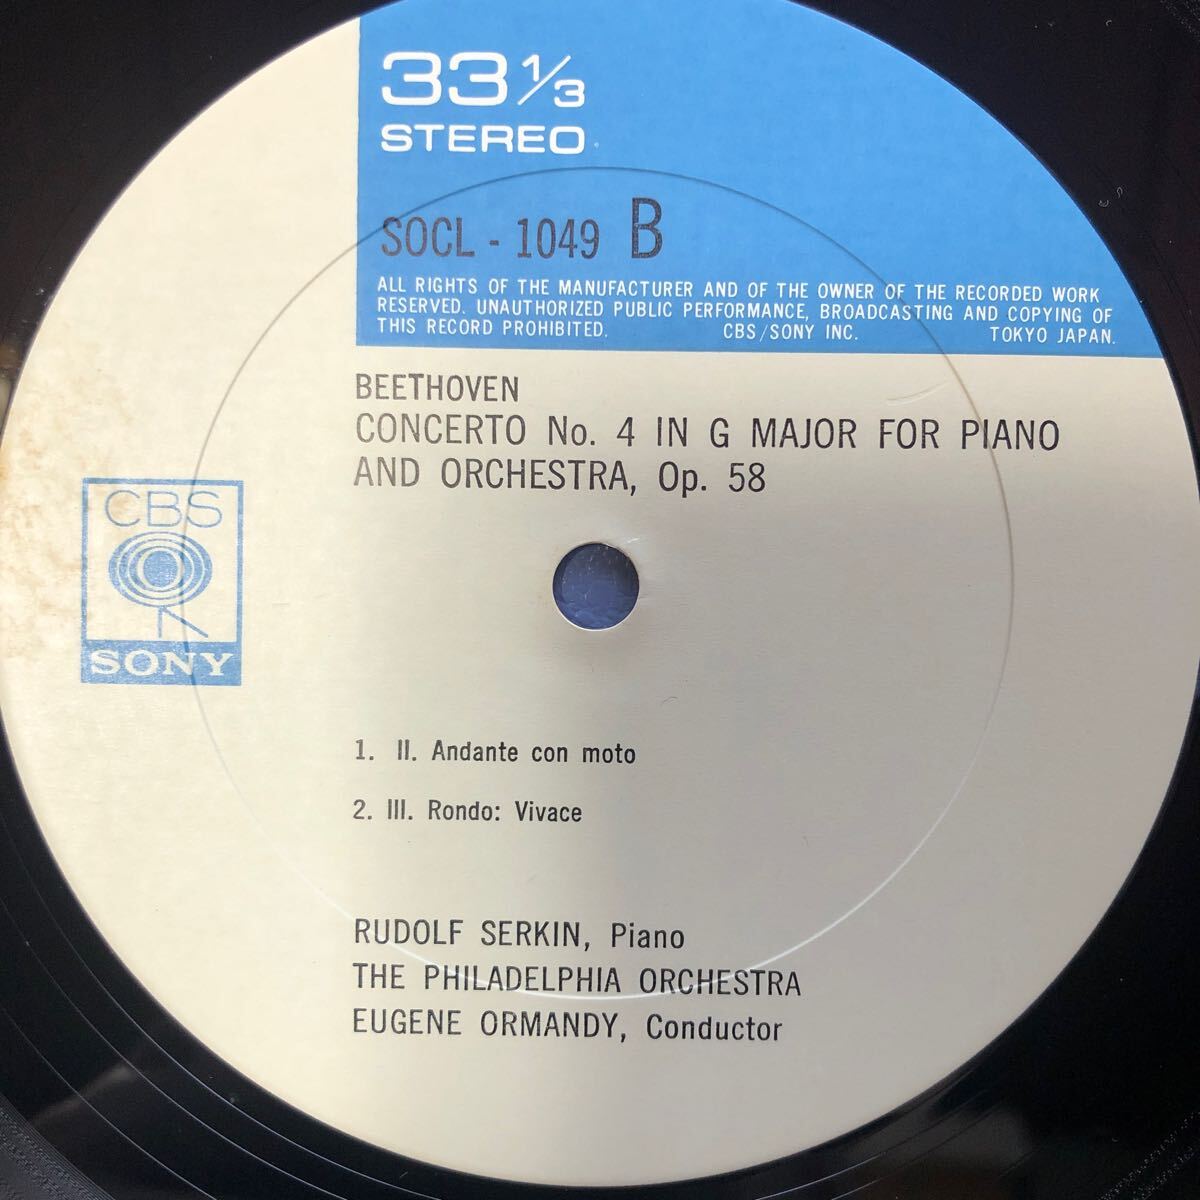 33 1/3
STEREO
SOCL - 1049 B
ALL RIGHTS OF THE MANUFACTURER AND OF THE OWNER OF THE RECORDED WORK
RESERVED. UNAUTHORIZED PUBLIC PERFORMANCE, BROADCASTING AND COPYING OF
THIS RECORD PROHIBITED. CBS/SONY INC. TOKYO JAPAN.
BEETHOVEN
CONCERTO No. 4 IN G MAJOR FOR PIANO
AND ORCHESTRA, Op. 58
CBS
SONY
1. II. Andante con moto
2. III. Rondo: Vivace
RUDOLF SERKIN, Piano
THE PHILADELPHIA ORCHESTRA
EUGENE ORMANDY, Conductor